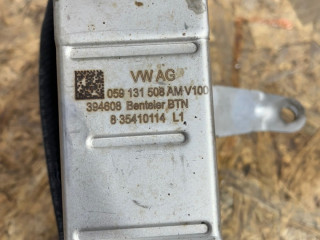 VW AG
059 131 508 AM V100
394608 Benteler BTN
8 35410114 L1